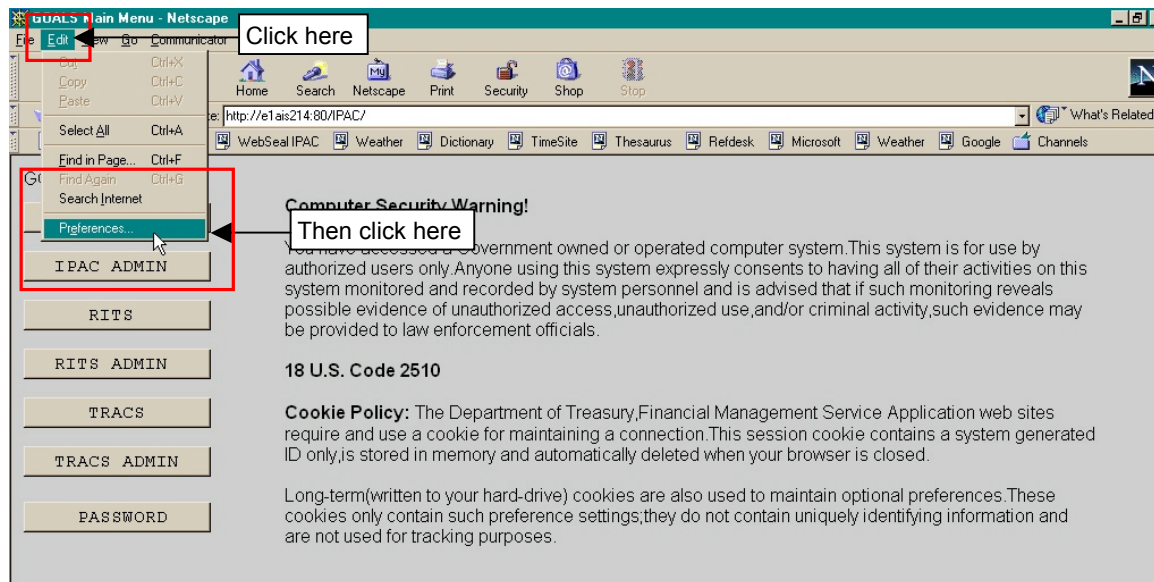 GOALS Main Menu - Netscape
File Edit View Go Communicator
Click here
Cut Ctrl+X
Copy Ctrl+C
Paste Ctrl+V
Select All Ctrl+A
Find in Page... Ctrl+F
Find Again Ctrl+G
Search Internet
Preferences...
Home Search Netscape Print Security Shop Stop
My
N
http://e1ais214:80/IPAC/ What's Related
WebSeal IPAC Weather Dictionary TimeSite Thesaurus Refdesk Microsoft Weather Google Channels
Then click here
IPAC ADMIN
RITS
RITS ADMIN
TRACS
TRACS ADMIN
PASSWORD
Computer Security Warning!
You have accessed a Government owned or operated computer system.This system is for use by
authorized users only.Anyone using this system expressly consents to having all of their activities on this
system monitored and recorded by system personnel and is advised that if such monitoring reveals
possible evidence of unauthorized access,unauthorized use,and/or criminal activity,such evidence may
be provided to law enforcement officials.
18 U.S. Code 2510
Cookie Policy: The Department of Treasury,Financial Management Service Application web sites
require and use a cookie for maintaining a connection.This session cookie contains a system generated
ID only,is stored in memory and automatically deleted when your browser is closed.
Long-term(written to your hard-drive) cookies are also used to maintain optional preferences.These
cookies only contain such preference settings;they do not contain uniquely identifying information and
are not used for tracking purposes.